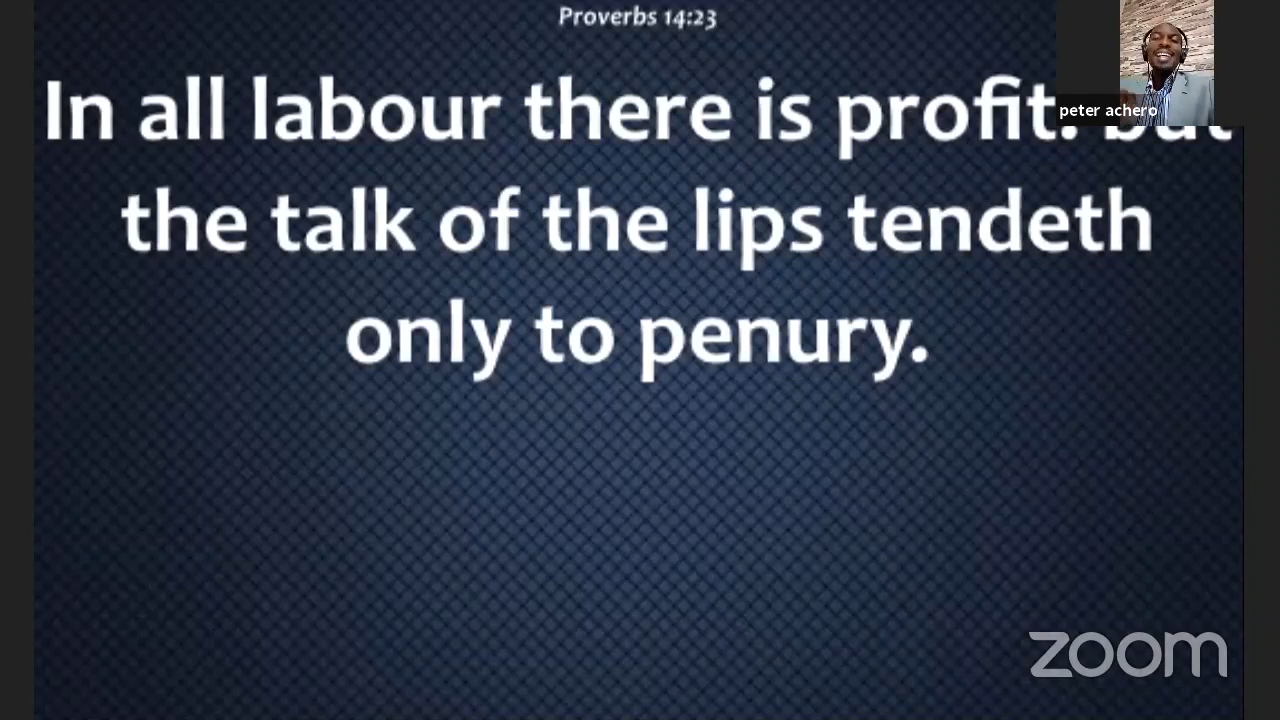 Proverbs 14:23
In all labour there is profit: but
the talk of the lips tendeth
only to penury.
peter achero
zoom